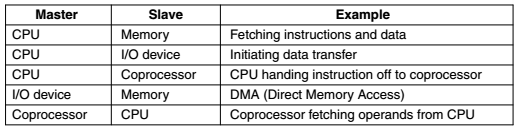 Master Slave Example
CPU Memory Fetching instructions and data
CPU I/O device Initiating data transfer
CPU Coprocessor CPU handing instruction off to coprocessor
I/O device Memory DMA (Direct Memory Access)
Coprocessor CPU Coprocessor fetching operands from CPU